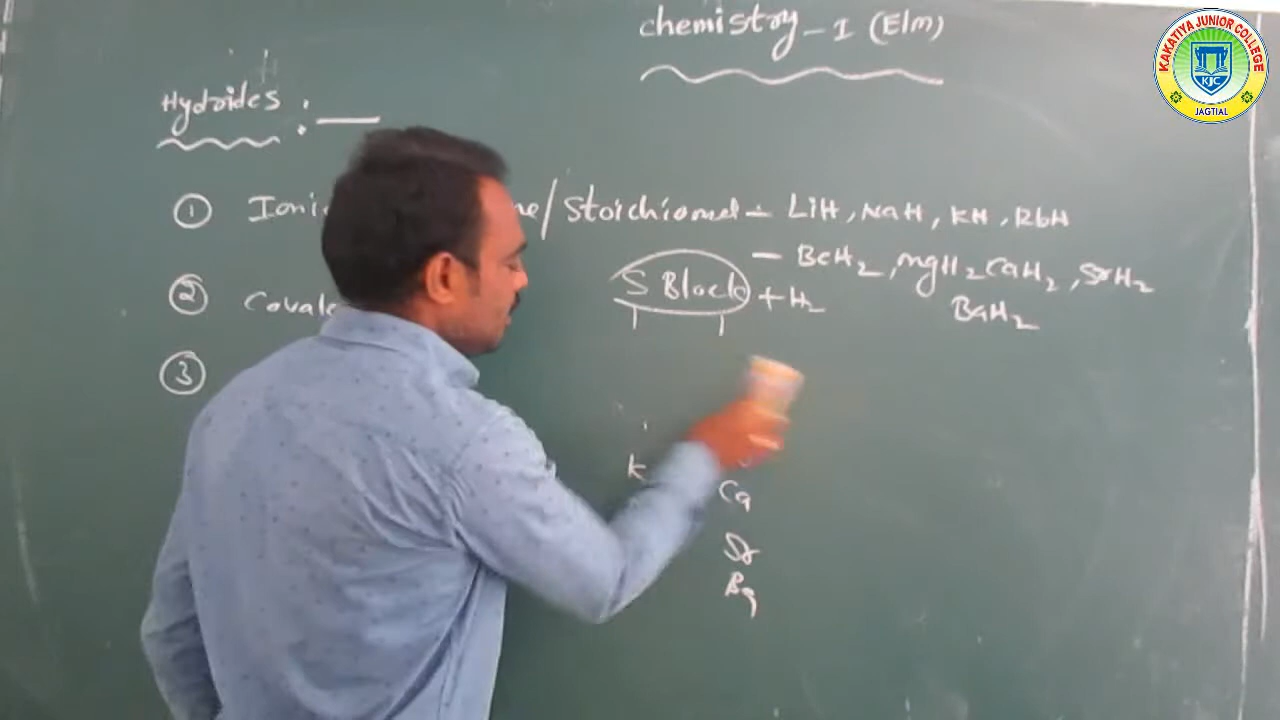 chemistry - I (Elm)
Hydrides :—
① Ionic /Stoichiomet - LiH, NaH, KH, RbH
- BeH2, MgH2 CaH2, SrH2
S Block + H2 BaH2
② Covale
③
K
Ca
Sr
Ba
KAKATIYA JUNIOR COLLEGE
KJC
JAGTIAL